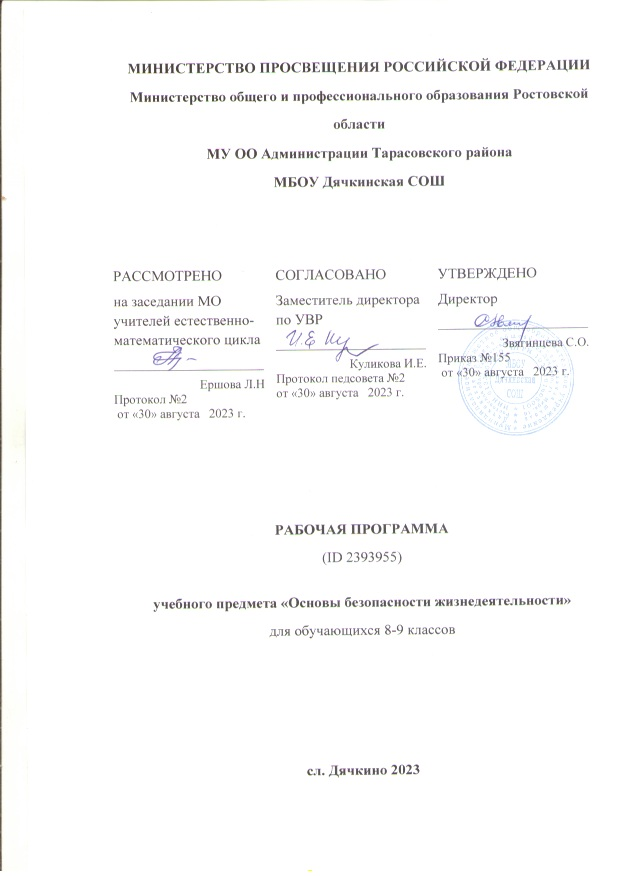 МИНИСТЕРСТВО ПРОСВЕЩЕНИЯ РОССИЙСКОЙ ФЕДЕРАЦИИ
Министерство общего и профессионального образования Ростовской
области
МУ ОО Администрации Тарасовского района
МБОУ Дячкинская СОШ
РАССМОТРЕНО
на заседании МО
учителей естественно-
математического цикла
Ершова Л.Н
Протокол №2
от «30» августа 2023 г.
СОГЛАСОВАНО
Заместитель директора
по УВР
Куликова И.Е.
Протокол педсовета №2
от «30» августа 2023 г.
УТВЕРЖДЕНО
Директор
Звягинцева С.О.
Приказ №155
от «30» августа 2023 г.
МБОУ
ДЯЧКИНСКАЯ
СОШ
РАБОЧАЯ ПРОГРАММА
(ID 2393955)
учебного предмета «Основы безопасности жизнедеятельности»
для обучающихся 8-9 классов
сл. Дячкино 2023